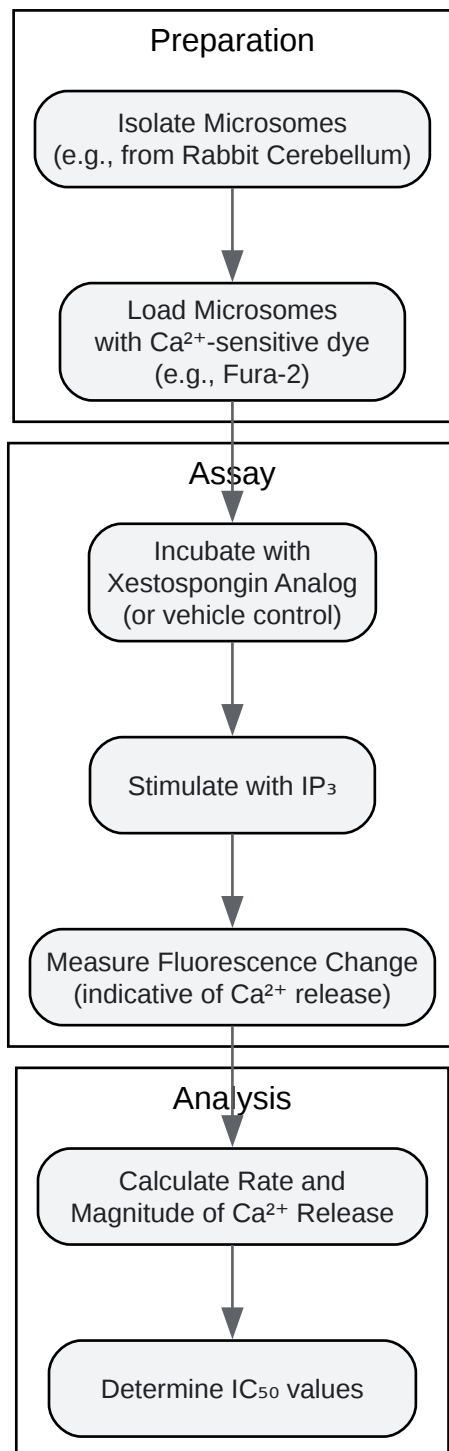 Preparation
Isolate Microsomes
(e.g., from Rabbit Cerebellum)
Load Microsomes
with Ca²⁺-sensitive dye
(e.g., Fura-2)
Assay
Incubate with
Xestospongin Analog
(or vehicle control)
Stimulate with IP₃
Measure Fluorescence Change
(indicative of Ca²⁺ release)
Analysis
Calculate Rate and
Magnitude of Ca²⁺ Release
Determine IC₅₀ values